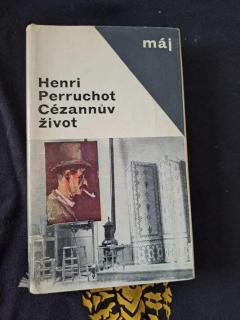 máj
Henri
Perruchot
Cézannův
život